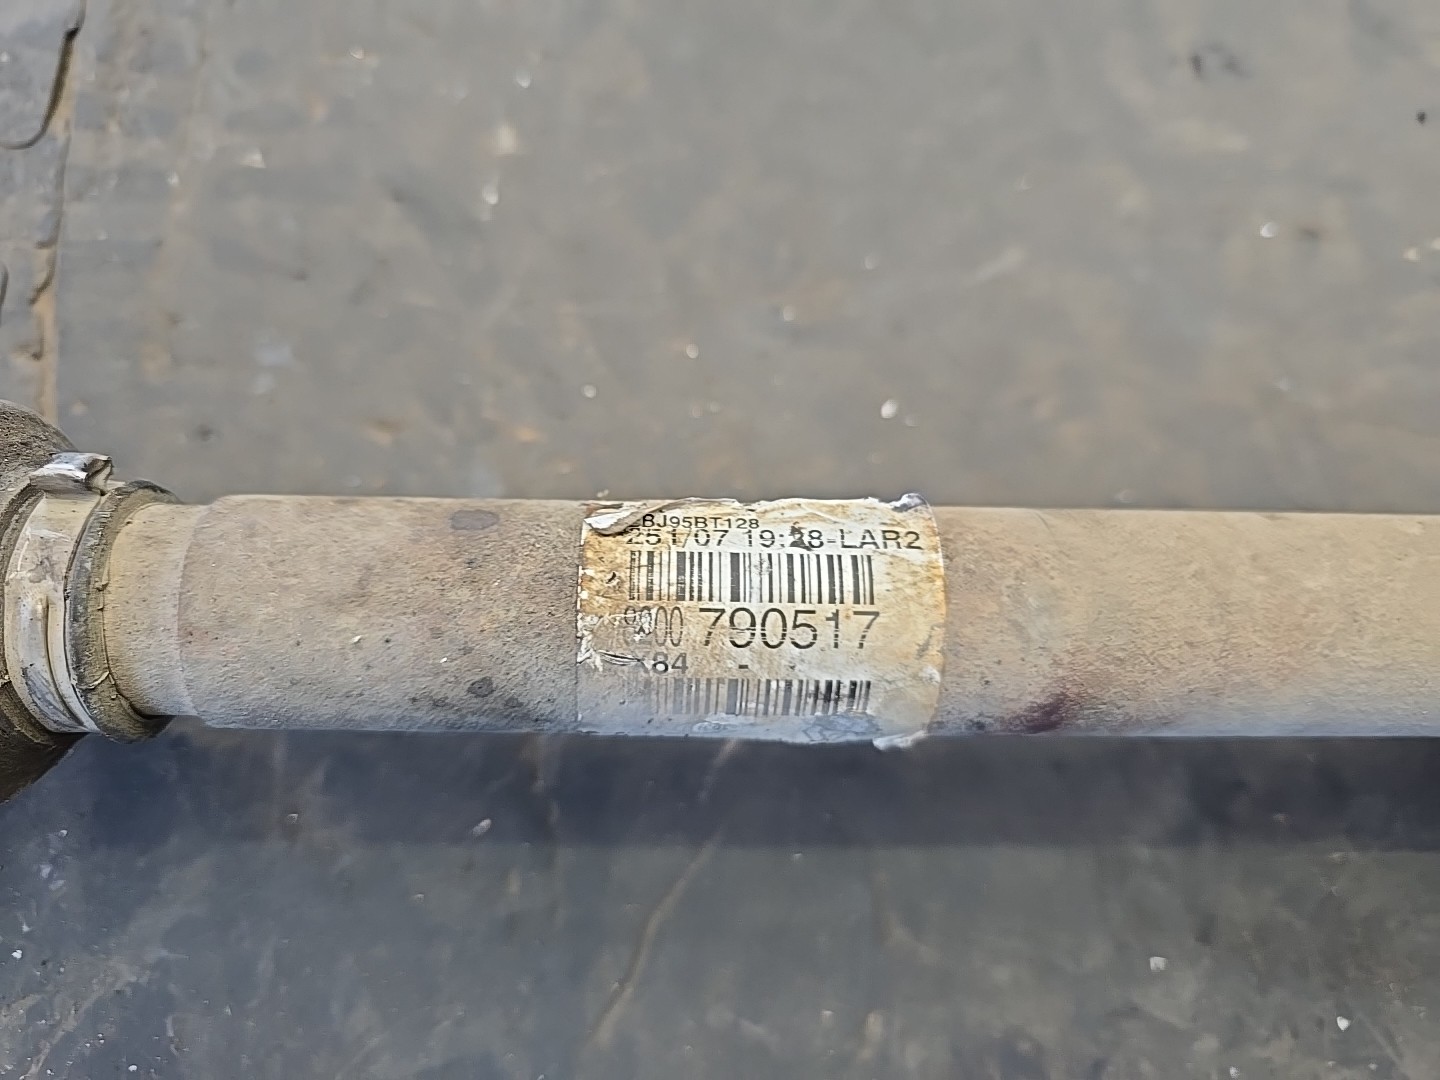 BJ95BT128
251/07 19:28-LAR2
8200 790517
X84 - -